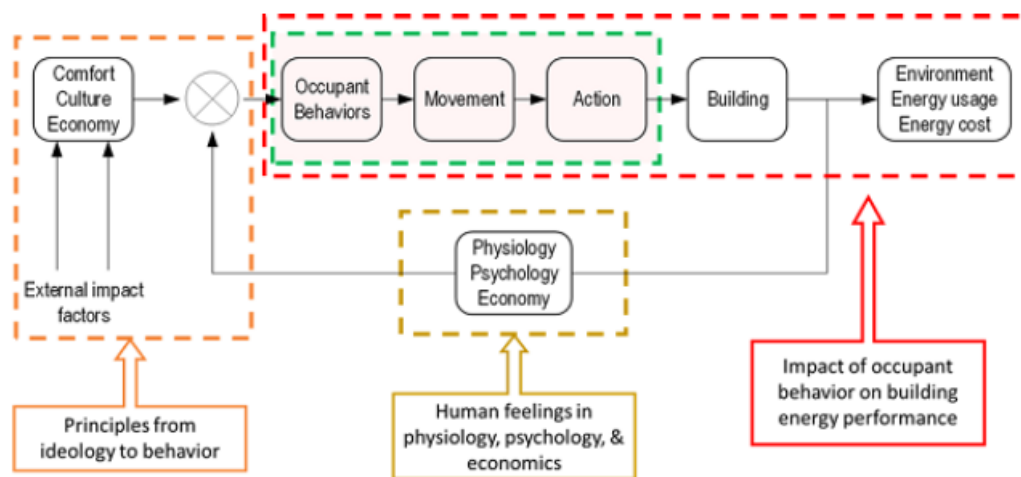 Comfort
Culture
Economy
Occupant
Behaviors
Movement
Action
Building
Environment
Energy usage
Energy cost
Physiology
Psychology
Economy
External impact
factors
Principles from
ideology to behavior
Human feelings in
physiology, psychology, &
economics
Impact of occupant
behavior on building
energy performance